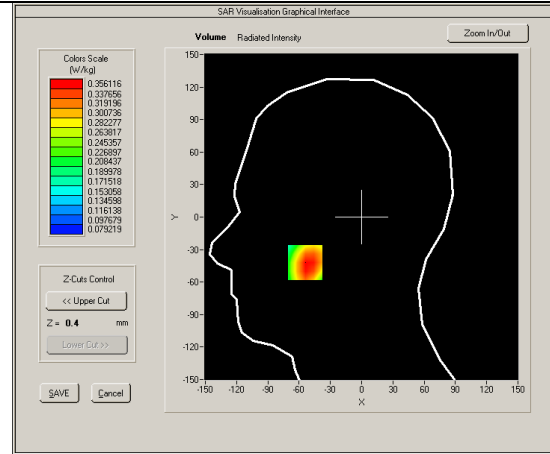 SAR Visualisation Graphical Interface
Volume Radiated Intensity
Zoom In/Out
Colors Scale
(W/kg)
0.356116
0.337656
0.319196
0.300736
0.282277
0.263817
0.245357
0.226897
0.208437
0.189978
0.171518
0.153058
0.134598
0.116138
0.097679
0.079219
Z-Cuts Control
<< Upper Cut
Z = 0.4 mm
Lower Cut >>
SAVE
Cancel
150
120
90
60
30
0
-30
-60
-90
-120
-150
Y
-150 -120 -90 -60 -30 0 30 60 90 120 150
X